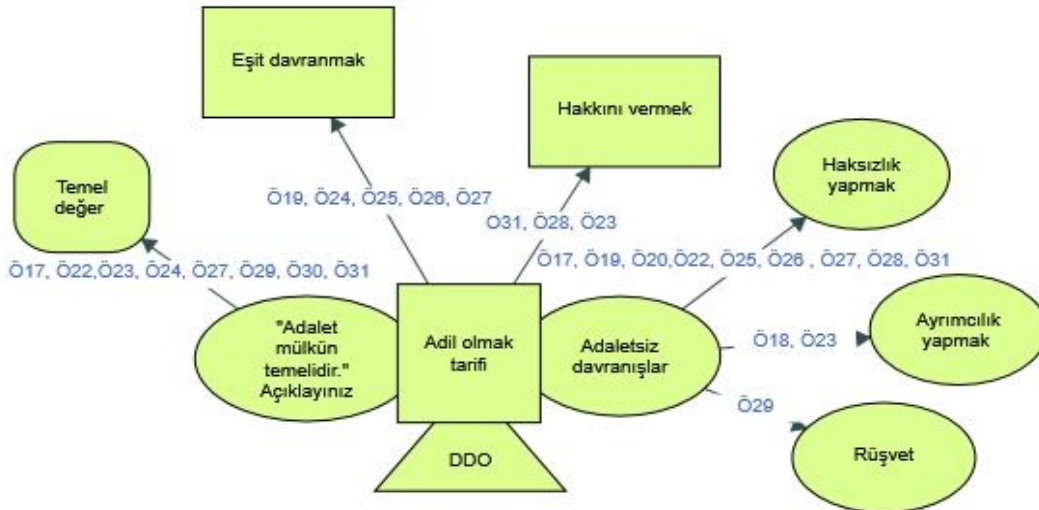 Eşit davranmak
Hakkını vermek
Haksızlık
yapmak
Temel
değer
Ö19, Ö24, Ö25, Ö26, Ö27
O31, Ö28, Ö23
Ö17, Ö22,Ö23, Ö24, Ö27, Ö29, Ö30, Ö31
Ö17, Ö19, Ö20,Ö22, Ö25, Ö26 , Ö27, Ö28, Ö31
"Adalet
mülkün
temelidir."
Açıklayınız
Adil olmak
tarifi
Adaletsiz
davranışlar
Ö18, Ö23
Ayrımcılık
yapmak
Ö29
Rüşvet
DDO